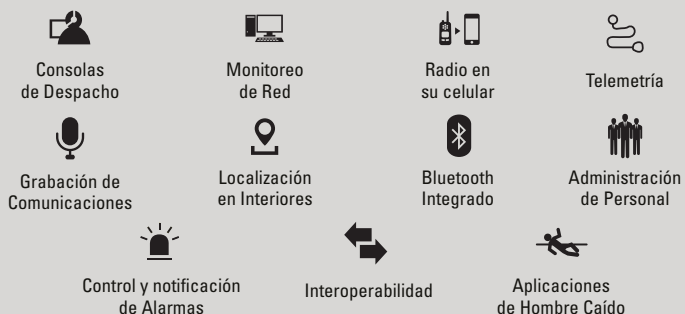 Consolas
de Despacho
Monitoreo
de Red
Radio en
su celular
Telemetría
Grabación de
Comunicaciones
Localización
en Interiores
Bluetooth
Integrado
Administración
de Personal
Control y notificación
de Alarmas
Interoperabilidad
Aplicaciones
de Hombre Caído